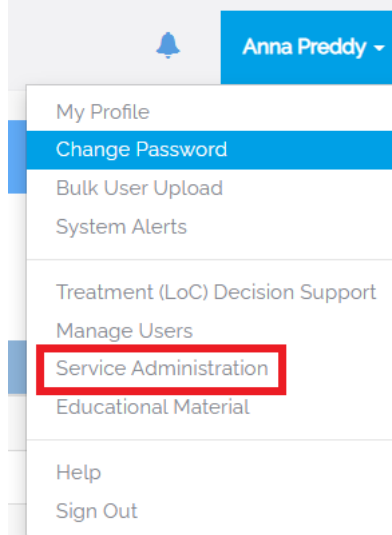 Anna Preddy
My Profile
Change Password
Bulk User Upload
System Alerts
Treatment (LoC) Decision Support
Manage Users
Service Administration
Educational Material
Help
Sign Out